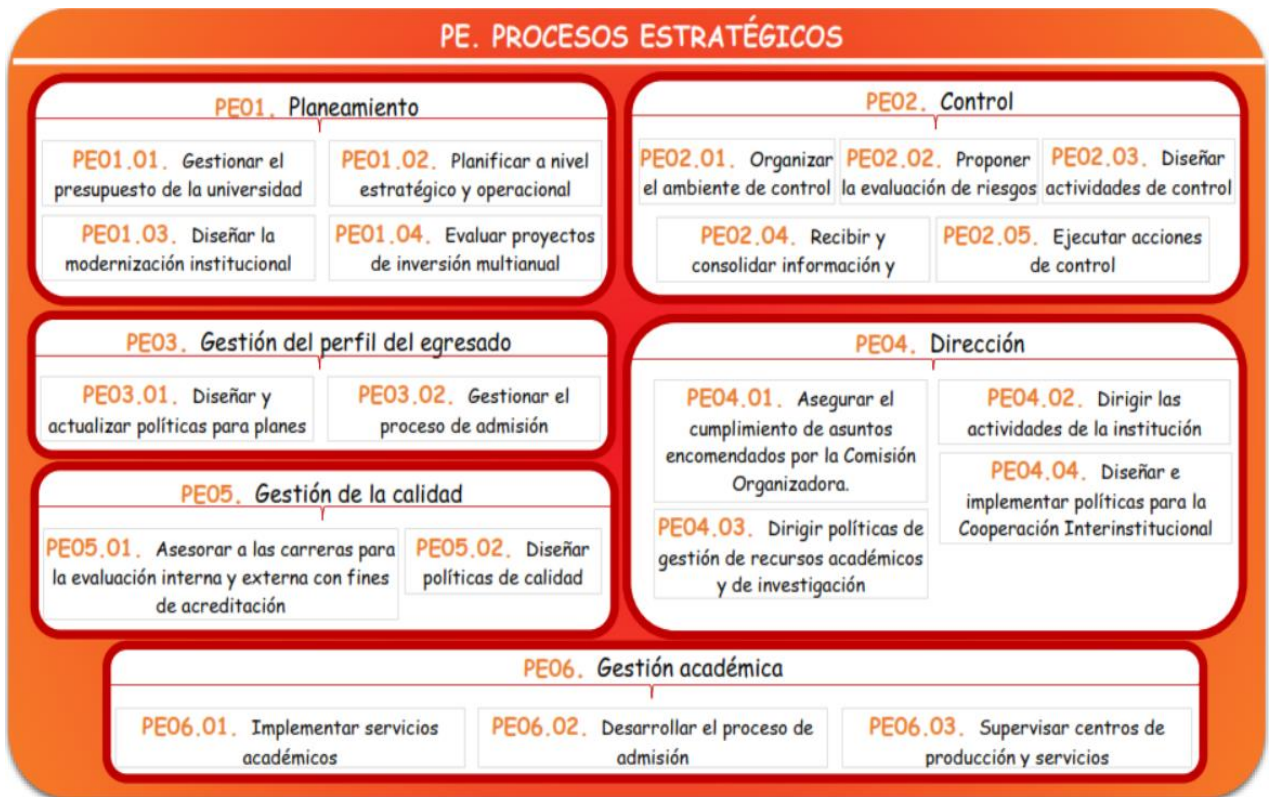 PE. PROCESOS ESTRATÉGICOS
PE01. Planeamiento
PE01.01. Gestionar el
presupuesto de la universidad
PE01.02. Planificar a nivel
estratégico y operacional
PE01.03. Diseñar la
modernización institucional
PE01.04. Evaluar proyectos
de inversión multianual
PE02. Control
PE02.01. Organizar
el ambiente de control
PE02.02. Proponer
la evaluación de riesgos
PE02.03. Diseñar
actividades de control
PE02.04. Recibir y
consolidar información y
PE02.05. Ejecutar acciones
de control
PE03. Gestión del perfil del egresado
PE03.01. Diseñar y
actualizar políticas para planes
PE03.02. Gestionar el
proceso de admisión
PE04. Dirección
PE04.01. Asegurar el
cumplimiento de asuntos
encomendados por la Comisión
Organizadora.
PE04.02. Dirigir las
actividades de la institución
PE04.03. Dirigir políticas de
gestión de recursos académicos
y de investigación
PE04.04. Diseñar e
implementar políticas para la
Cooperación Interinstitucional
PE05. Gestión de la calidad
PE05.01. Asesorar a las carreras para
la evaluación interna y externa con fines
de acreditación
PE05.02. Diseñar
políticas de calidad
PE06. Gestión académica
PE06.01. Implementar servicios
académicos
PE06.02. Desarrollar el proceso de
admisión
PE06.03. Supervisar centros de
producción y servicios